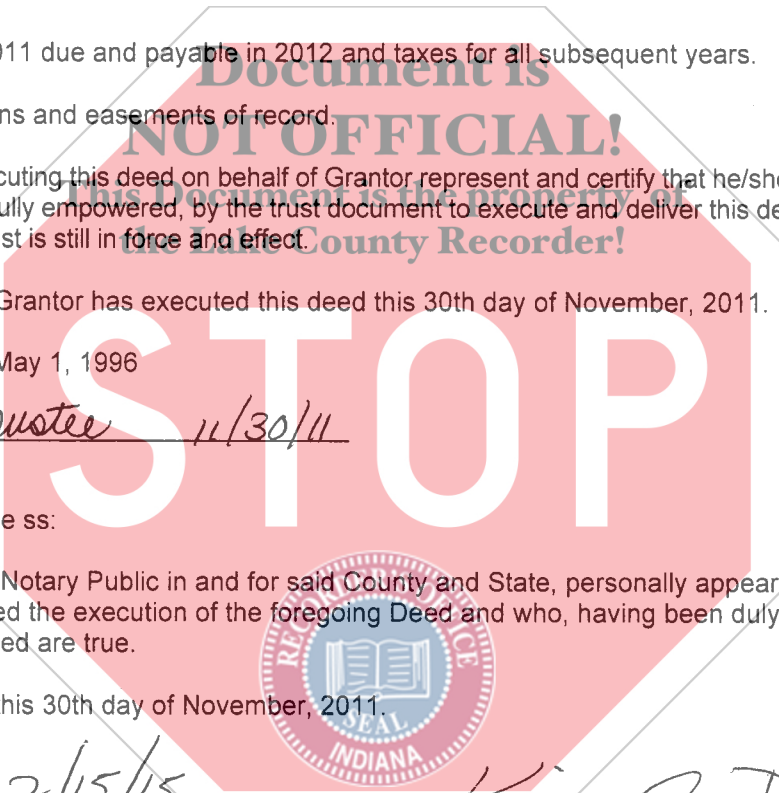 011 due and payable in 2012 and taxes for all subsequent years.
Document is
ns and easements of record.
NOT OFFICIAL!
cuting this deed on behalf of Grantor represent and certify that he/she
This Document is the property of
ully empowered, by the trust document to execute and deliver this de
st is still in force and effect.
the Lake County Recorder!
Grantor has executed this deed this 30th day of November, 2011.
STOP
May 1, 1996
rustee 11/30/11
e ss:
Notary Public in and for said County and State, personally appear
ed the execution of the foregoing Deed and who, having been duly
ed are true.
RECORDER'S OFFICE
SEAL
INDIANA
his 30th day of November, 2011.
2/15/15